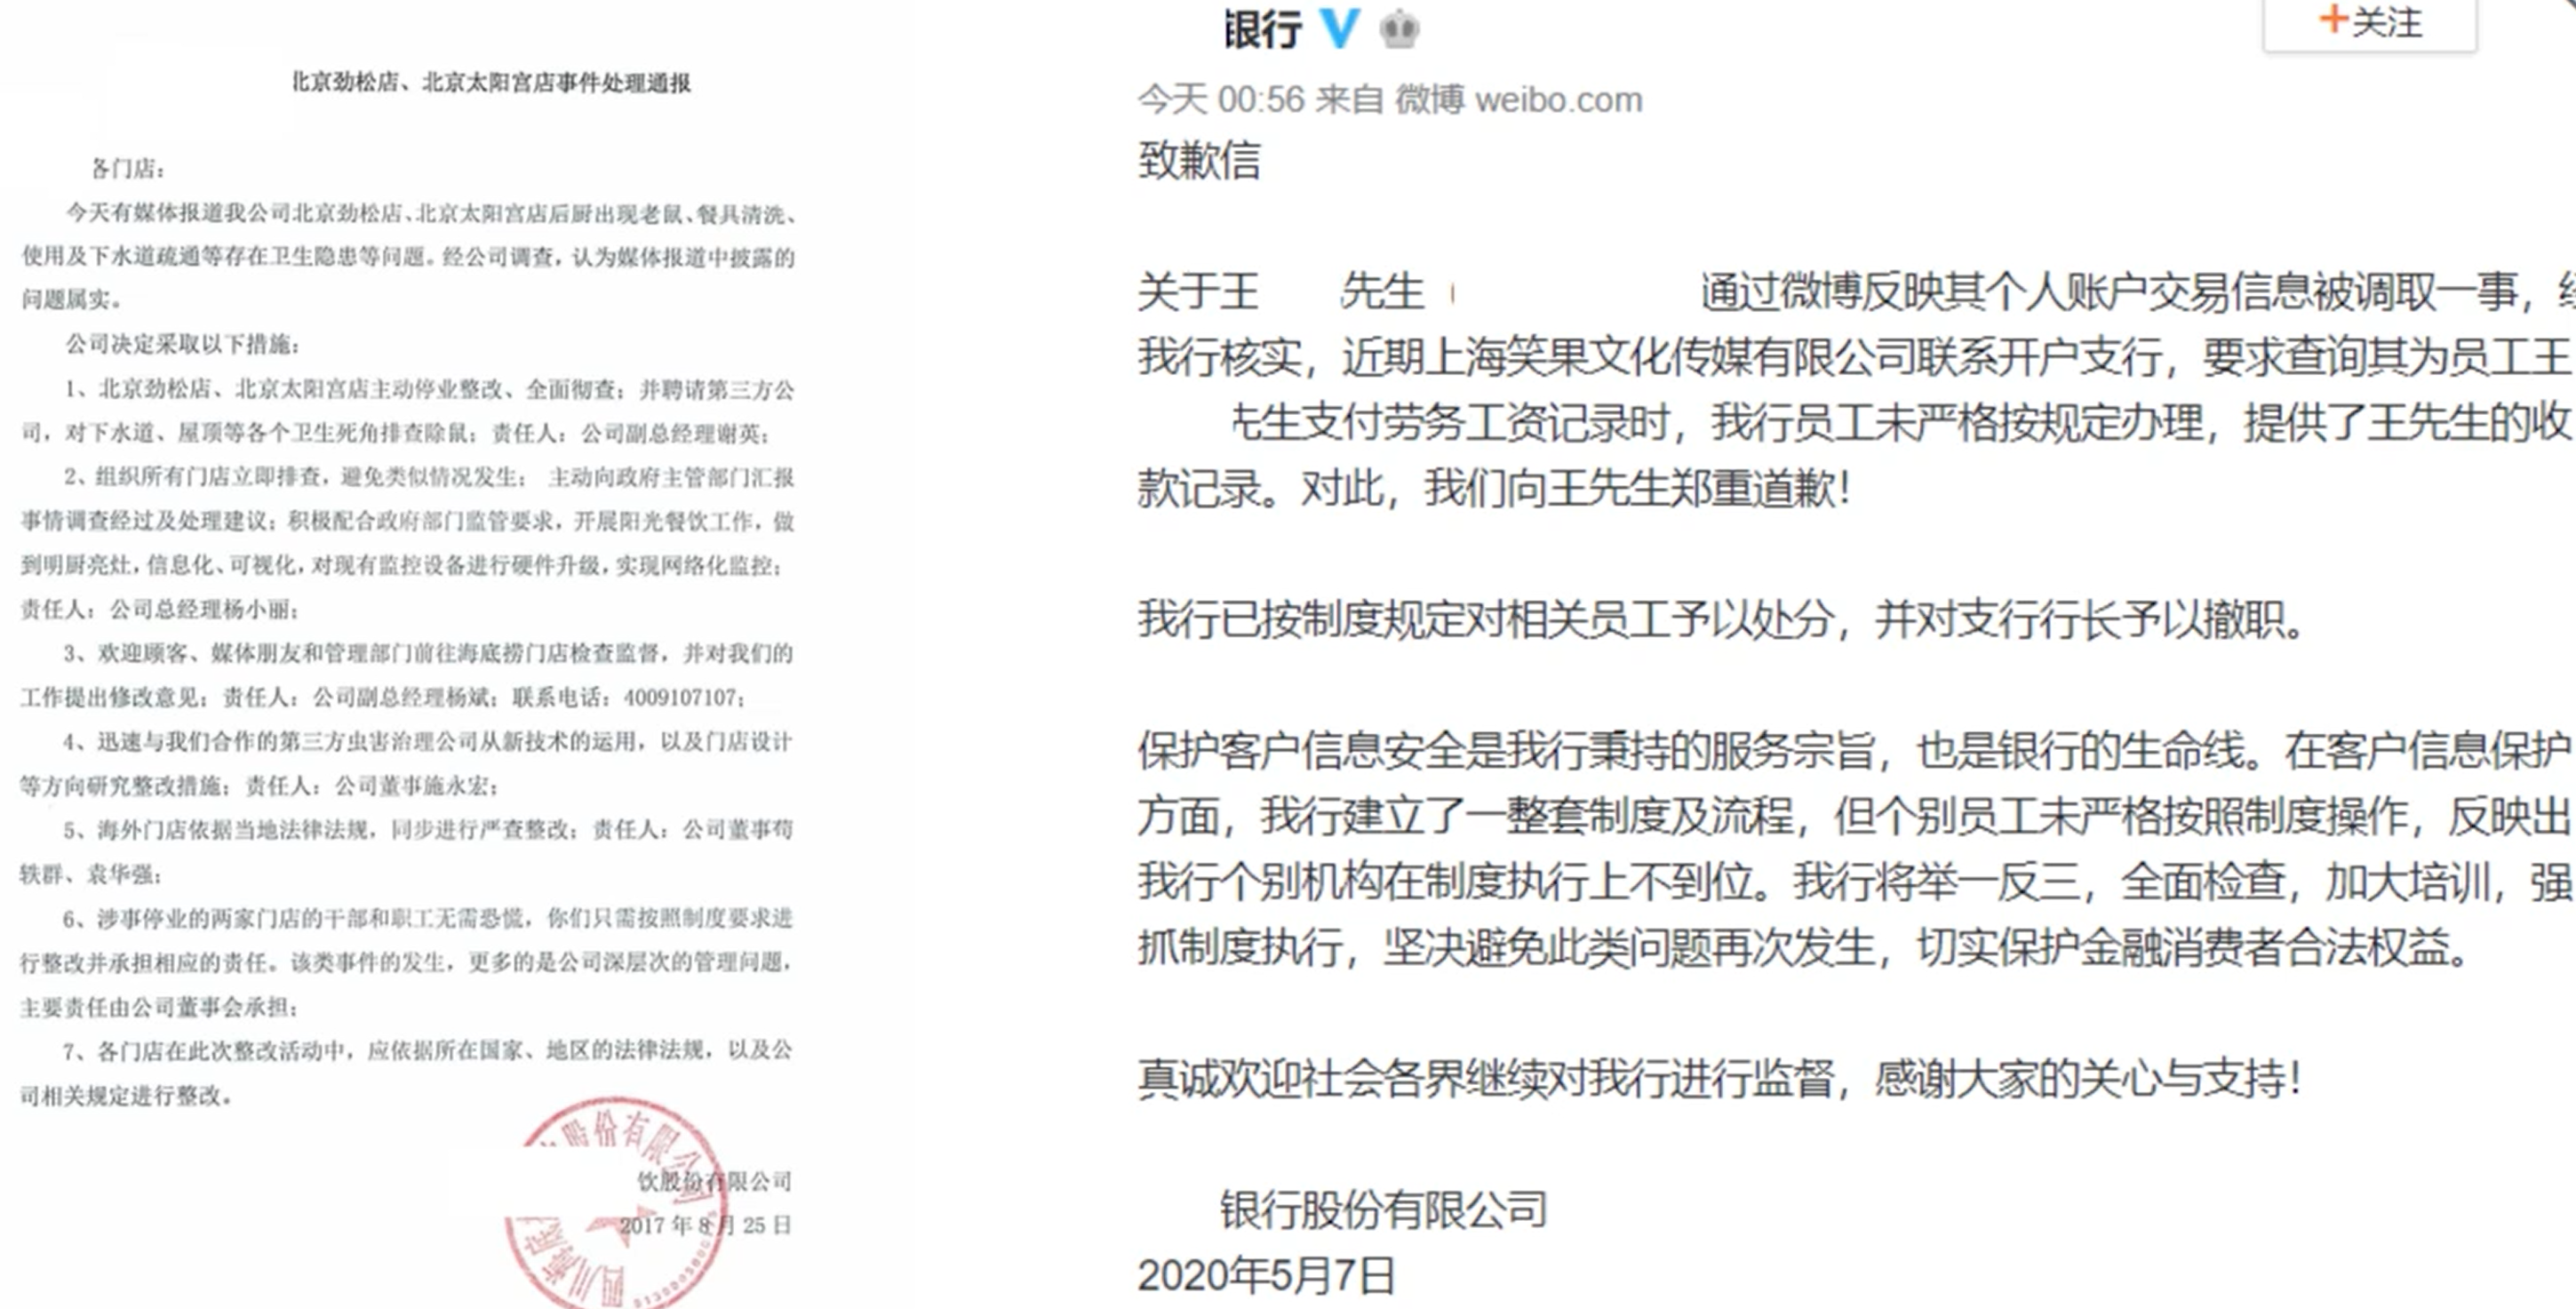 北京劲松店、北京太阳宫店事件处理通报
各门店：
今天有媒体报道我公司北京劲松店、北京太阳宫店后厨出现老鼠、餐具清洗、
使用及下水道疏通等存在卫生隐患等问题。经公司调查，认为媒体报道中披露的
问题属实。
公司决定采取以下措施：
1、北京劲松店、北京太阳宫店主动停业整改、全面彻查；并聘请第三方公
司，对下水道、屋顶等各个卫生死角排查除鼠；责任人：公司副总经理谢英；
2、组织所有门店立即排查，避免类似情况发生； 主动向政府主管部门汇报
事情调查经过及处理建议；积极配合政府部门监管要求，开展阳光餐饮工作，做
到明厨亮灶，信息化、可视化，对现有监控设备进行硬件升级，实现网络化监控；
责任人：公司总经理杨小丽；
3、欢迎顾客、媒体朋友和管理部门前往海底捞门店检查监督，并对我们的
工作提出修改意见；责任人：公司副总经理杨斌；联系电话：4009107107；
4、迅速与我们合作的第三方虫害治理公司从新技术的运用，以及门店设计
等方向研究整改措施；责任人：公司董事施永宏；
5、海外门店依据当地法律法规，同步进行严查整改；责任人：公司董事苟
轶群、袁华强；
6、涉事停业的两家门店的干部和职工无需恐慌，你们只需按照制度要求进
行整改并承担相应的责任。该类事件的发生，更多的是公司深层次的管理问题，
主要责任由公司董事会承担；
7、各门店在此次整改活动中，应依据所在国家、地区的法律法规，以及公
司相关规定进行整改。
饮股份有限公司
2017年8月25日
股份有限公司
银行
+关注
今天 00:56 来自 微博 weibo.com
致歉信
关于王 先生 通过微博反映其个人账户交易信息被调取一事，经
我行核实，近期上海笑果文化传媒有限公司联系开户支行，要求查询其为员工王
先生支付劳务工资记录时，我行员工未严格按规定办理，提供了王先生的收
款记录。对此，我们向王先生郑重道歉！
我行已按制度规定对相关员工予以处分，并对支行行长予以撤职。
保护客户信息安全是我行秉持的服务宗旨，也是银行的生命线。在客户信息保护
方面，我行建立了一整套制度及流程，但个别员工未严格按照制度操作，反映出
我行个别机构在制度执行上不到位。我行将举一反三，全面检查，加大培训，强
抓制度执行，坚决避免此类问题再次发生，切实保护金融消费者合法权益。
真诚欢迎社会各界继续对我行进行监督，感谢大家的关心与支持！
银行股份有限公司
2020年5月7日